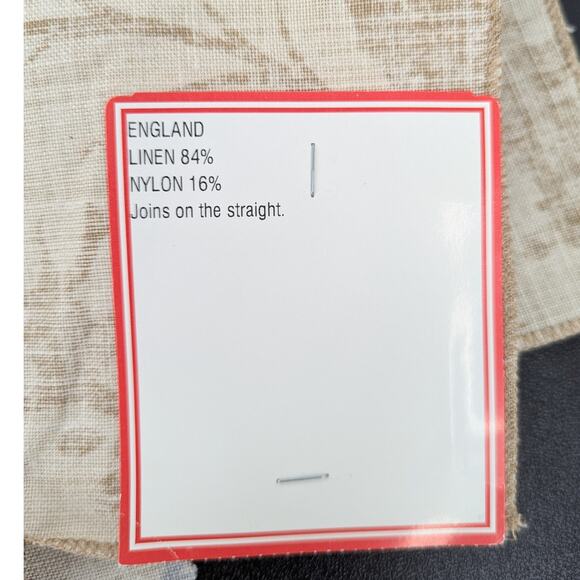 ENGLAND
LINEN 84%
NYLON 16%
Joins on the straight.